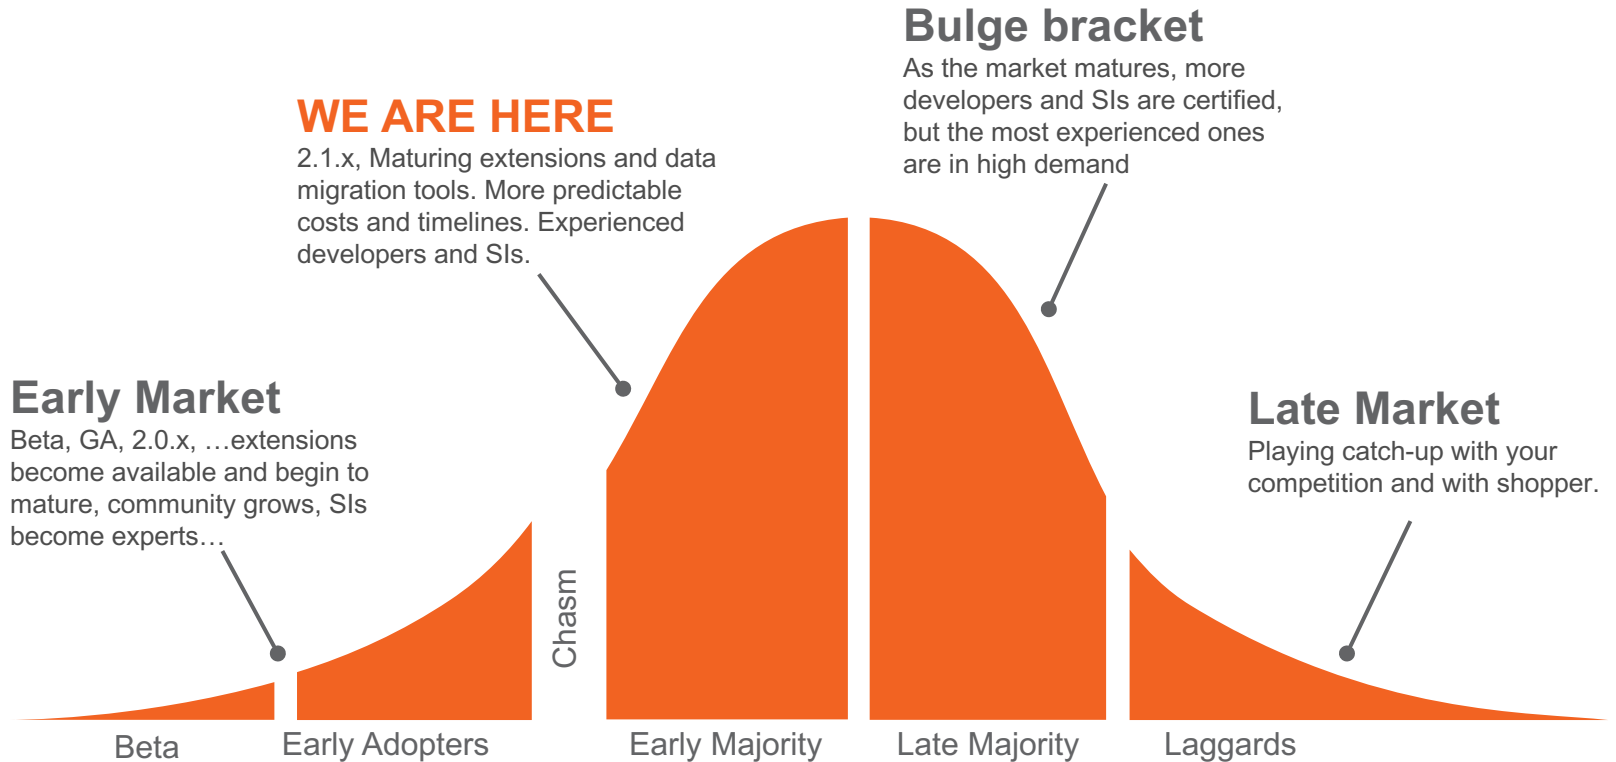 Bulge bracket
As the market matures, more
developers and SIs are certified,
but the most experienced ones
are in high demand
WE ARE HERE
2.1.x, Maturing extensions and data
migration tools. More predictable
costs and timelines. Experienced
developers and SIs.
Early Market
Beta, GA, 2.0.x, …extensions
become available and begin to
mature, community grows, SIs
become experts…
Late Market
Playing catch-up with your
competition and with shopper.
Chasm
Beta
Early Adopters
Early Majority
Late Majority
Laggards